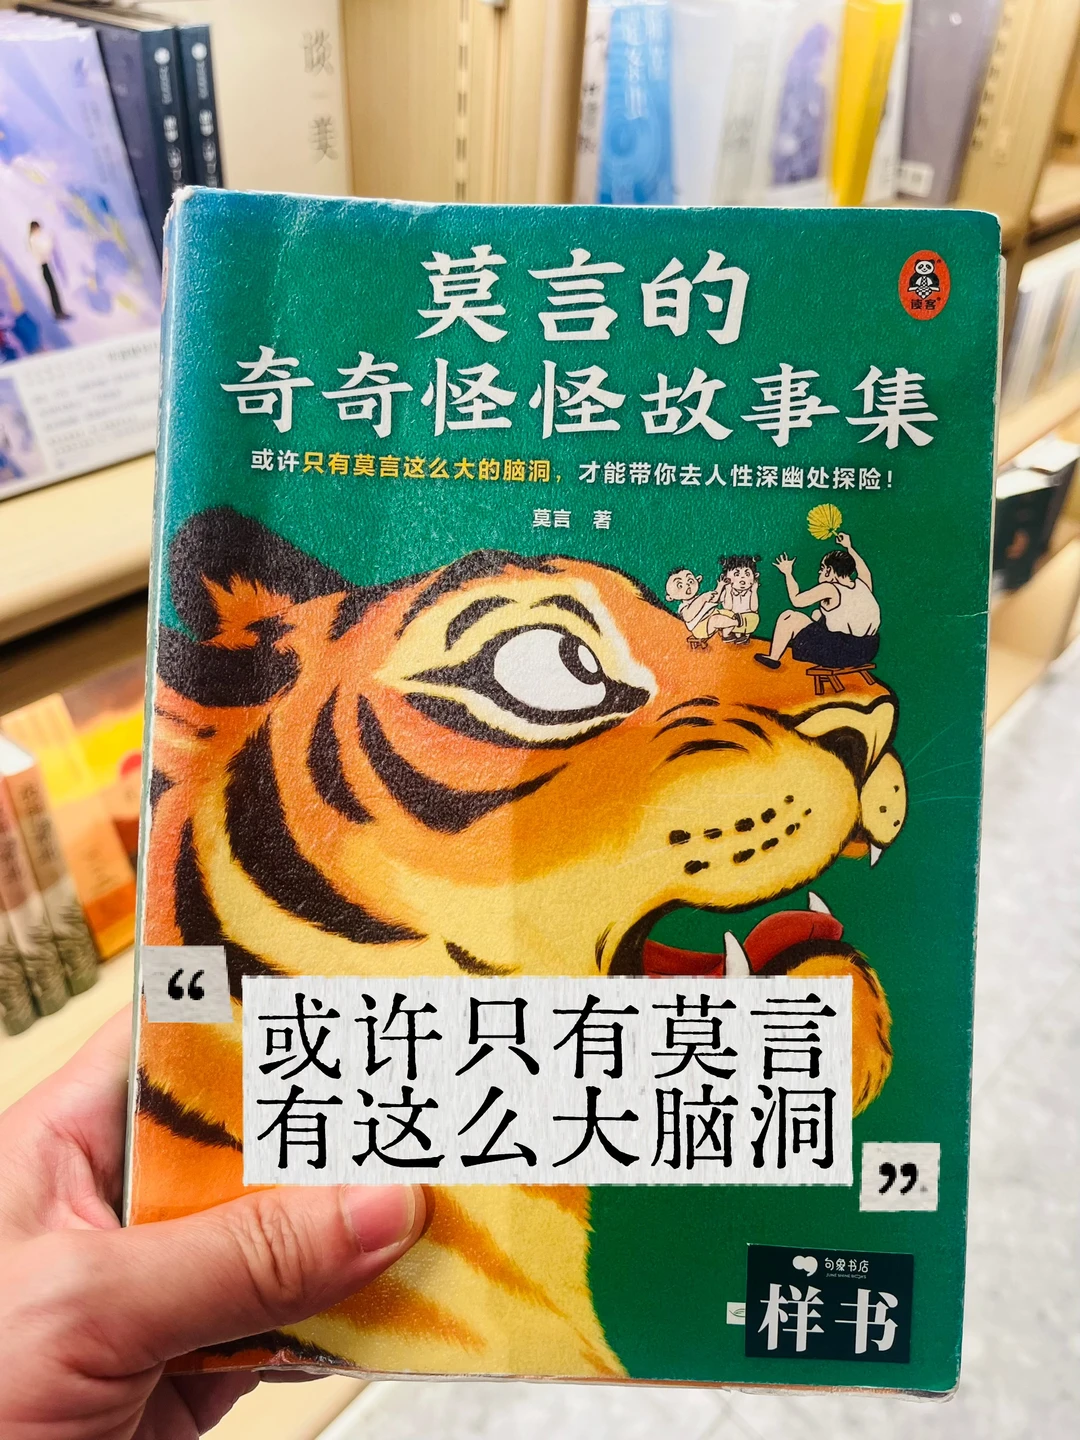 谈
美
莫言的
读客
奇奇怪怪故事集
或许只有莫言这么大的脑洞，才能带你去人性深幽处探险！
莫言 著
“
或许只有莫言
有这么大脑洞
”
句象书店
样书